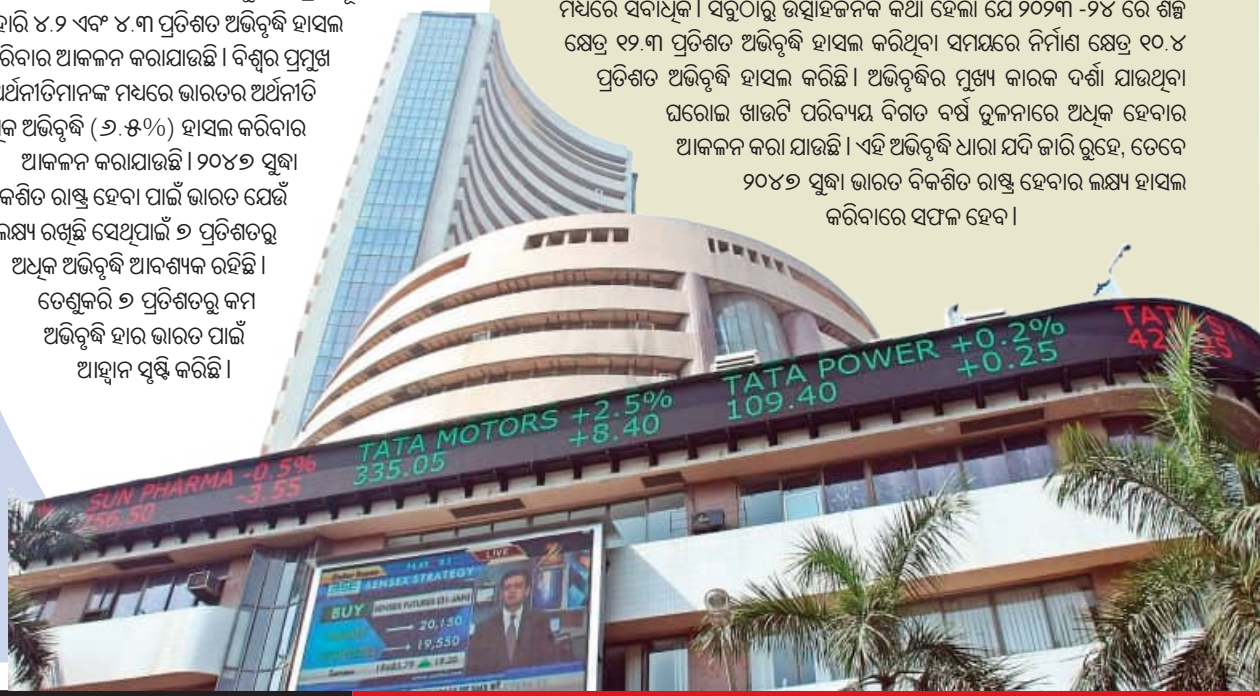 ହାରି ୪.୨ ଏବଂ ୪.୩ ପ୍ରତିଶତ ଅଭିବୃଦ୍ଧି ହାସଲ
ରିବାର ଆକଳନ କରାଯାଉଛି। ବିଶ୍ୱର ପ୍ରମୁଖ
ର୍ଥନୀତିମାନଙ୍କ ମଧ୍ୟରେ ଭାରତର ଅର୍ଥନୀତି
ଧିକ ଅଭିବୃଦ୍ଧି (୬.୫%) ହାସଲ କରିବାର
ଆକଳନ କରାଯାଉଛି। ୨୦୪୭ ସୁଦ୍ଧା
କଶିତ ରାଷ୍ଟ୍ର ହେବା ପାଇଁ ଭାରତ ଯେଉଁ
ଲକ୍ଷ୍ୟ ରଖିଛି ସେଥିପାଇଁ ୭ ପ୍ରତିଶତରୁ
ଅଧିକ ଅଭିବୃଦ୍ଧି ଆବଶ୍ୟକ ରହିଛି।
ତେଣୁକରି ୭ ପ୍ରତିଶତରୁ କମ
ଅଭିବୃଦ୍ଧି ହାର ଭାରତ ପାଇଁ
ଆହ୍ୱାନ ସୃଷ୍ଟି କରିଛି।
ମଧ୍ୟରେ ସର୍ବାଧିକ। ସବୁଠାରୁ ଉତ୍ସାହଜନକ କଥା ହେଲା ଯେ ୨୦୨୩ -୨୪ ରେ ଶିଳ୍ପ
କ୍ଷେତ୍ର ୧୨.୩ ପ୍ରତିଶତ ଅଭିବୃଦ୍ଧି ହାସଲ କରିଥିବା ସମୟରେ ନିର୍ମାଣ କ୍ଷେତ୍ର ୧୦.୪
ପ୍ରତିଶତ ଅଭିବୃଦ୍ଧି ହାସଲ କରିଛି। ଅଭିବୃଦ୍ଧିର ମୁଖ୍ୟ କାରକ ଦର୍ଶା ଯାଉଥିବା
ଘରୋଇ ଖାଉଟି ପରିବ୍ୟୟ ବିଗତ ବର୍ଷ ତୁଳନାରେ ଅଧିକ ହେବାର
ଆକଳନ କରା ଯାଉଛି। ଏହି ଅଭିବୃଦ୍ଧି ଧାରା ଯଦି ଜାରି ରୁହେ, ତେବେ
୨୦୪୭ ସୁଦ୍ଧା ଭାରତ ବିକଶିତ ରାଷ୍ଟ୍ର ହେବାର ଲକ୍ଷ୍ୟ ହାସଲ
କରିବାରେ ସଫଳ ହେବ।
SUN PHARMA -0.5%
756.50 -3.55
TATA MOTORS +2.5%
335.05 +8.40
TATA POWER +0.2%
109.40 +0.25
LIVE
SENSEX STRATEGY
BUY SENSEX FUTURES (31-JAN)
20,150
19,550